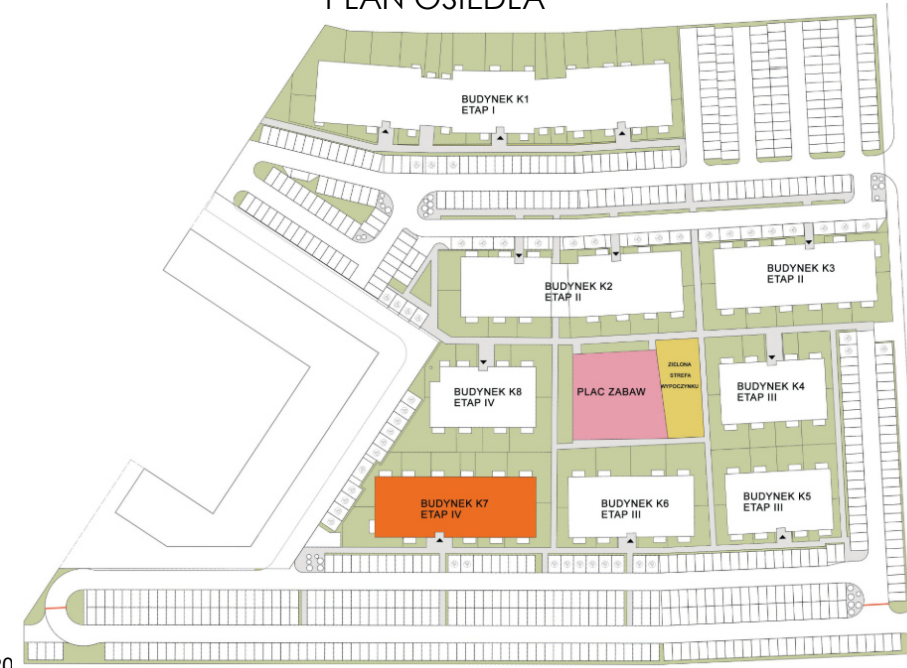 PLAN OSIEDLA
BUDYNEK K1
ETAP I
BUDYNEK K2
ETAP II
BUDYNEK K3
ETAP II
BUDYNEK K8
ETAP IV
PLAC ZABAW
ZIELONA
STREFA
WYPOCZYNKU
BUDYNEK K4
ETAP III
BUDYNEK K7
ETAP IV
BUDYNEK K6
ETAP III
BUDYNEK K5
ETAP III